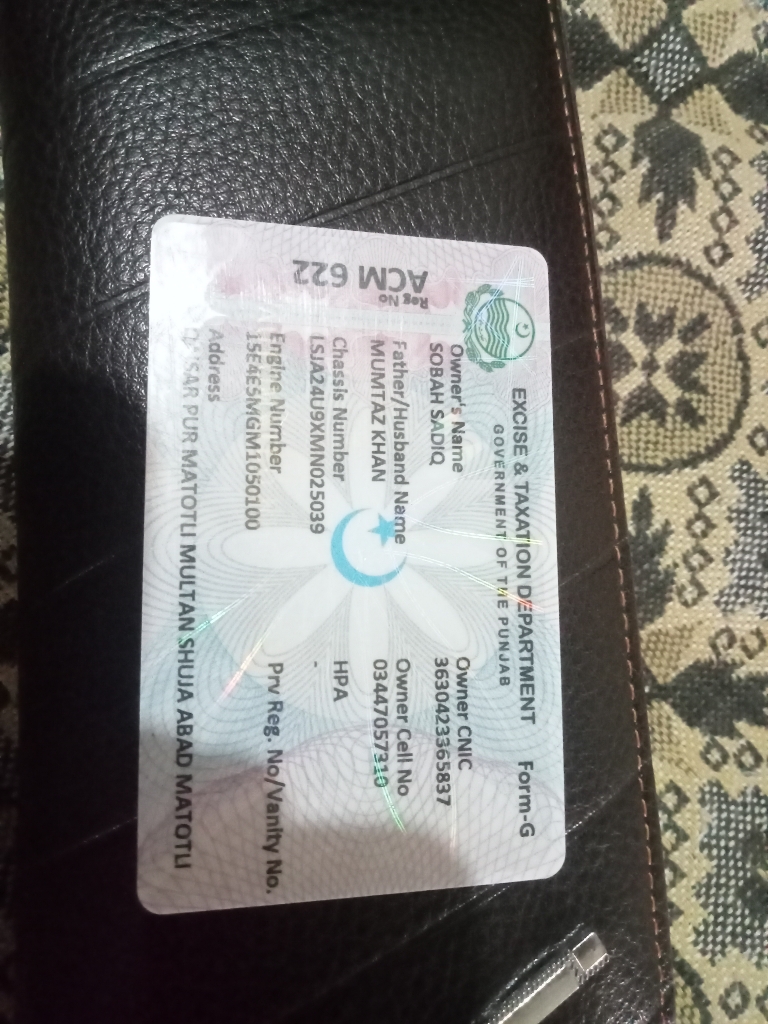 EXCISE & TAXATION DEPARTMENT Form-G
GOVERNMENT OF THE PUNJAB
Reg No
ACM 622
Owner's Name Owner CNIC
SOBAH SADIQ 3630423365837
Father/Husband Name Owner Cell No
MUMTAZ KHAN 03447057310
Chassis Number HPA
LSJA24U9XMN025039 -
Engine Number Prv Reg. No/Vanity No.
15E4E5MGM1050100
Address
PUR MATOTLI MULTAN SHUJA ABAD MATOTLI